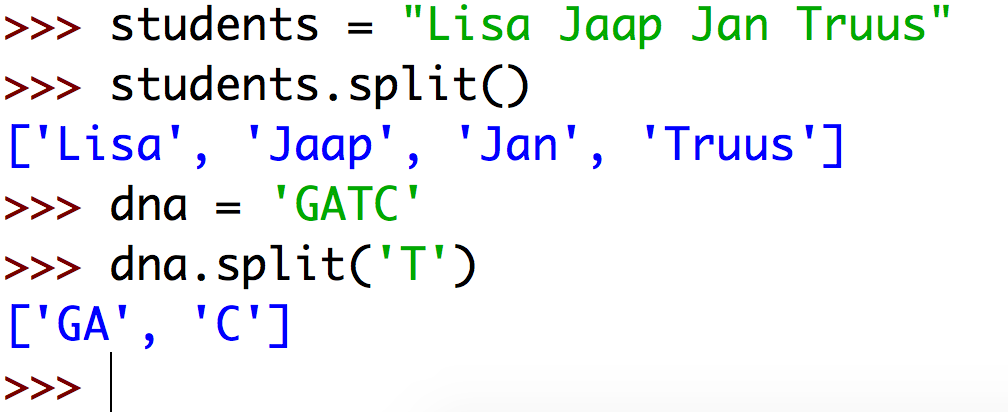 >>> students = "Lisa Jaap Jan Truus"
>>> students.split()
['Lisa', 'Jaap', 'Jan', 'Truus']
>>> dna = 'GATC'
>>> dna.split('T')
['GA', 'C']
>>>